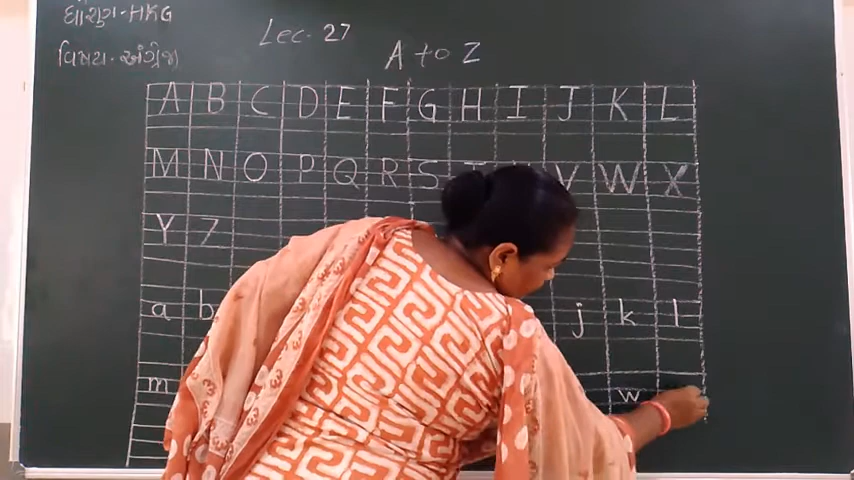 ધોરણ-HKG
વિષય-અંગ્રેજી
Lec-27
A to Z
A B C D E F G H I J K L
M N O P Q R S T V W X
Y Z
a b j k l
m w